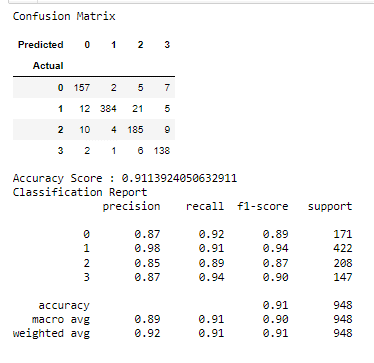 Confusion Matrix
Predicted 0 1 2 3
Actual
0 157 2 5 7
1 12 384 21 5
2 10 4 185 9
3 2 1 6 138
Accuracy Score : 0.9113924050632911
Classification Report
precision recall f1-score support
0 0.87 0.92 0.89 171
1 0.98 0.91 0.94 422
2 0.85 0.89 0.87 208
3 0.87 0.94 0.90 147
accuracy 0.91 948
macro avg 0.89 0.91 0.90 948
weighted avg 0.92 0.91 0.91 948